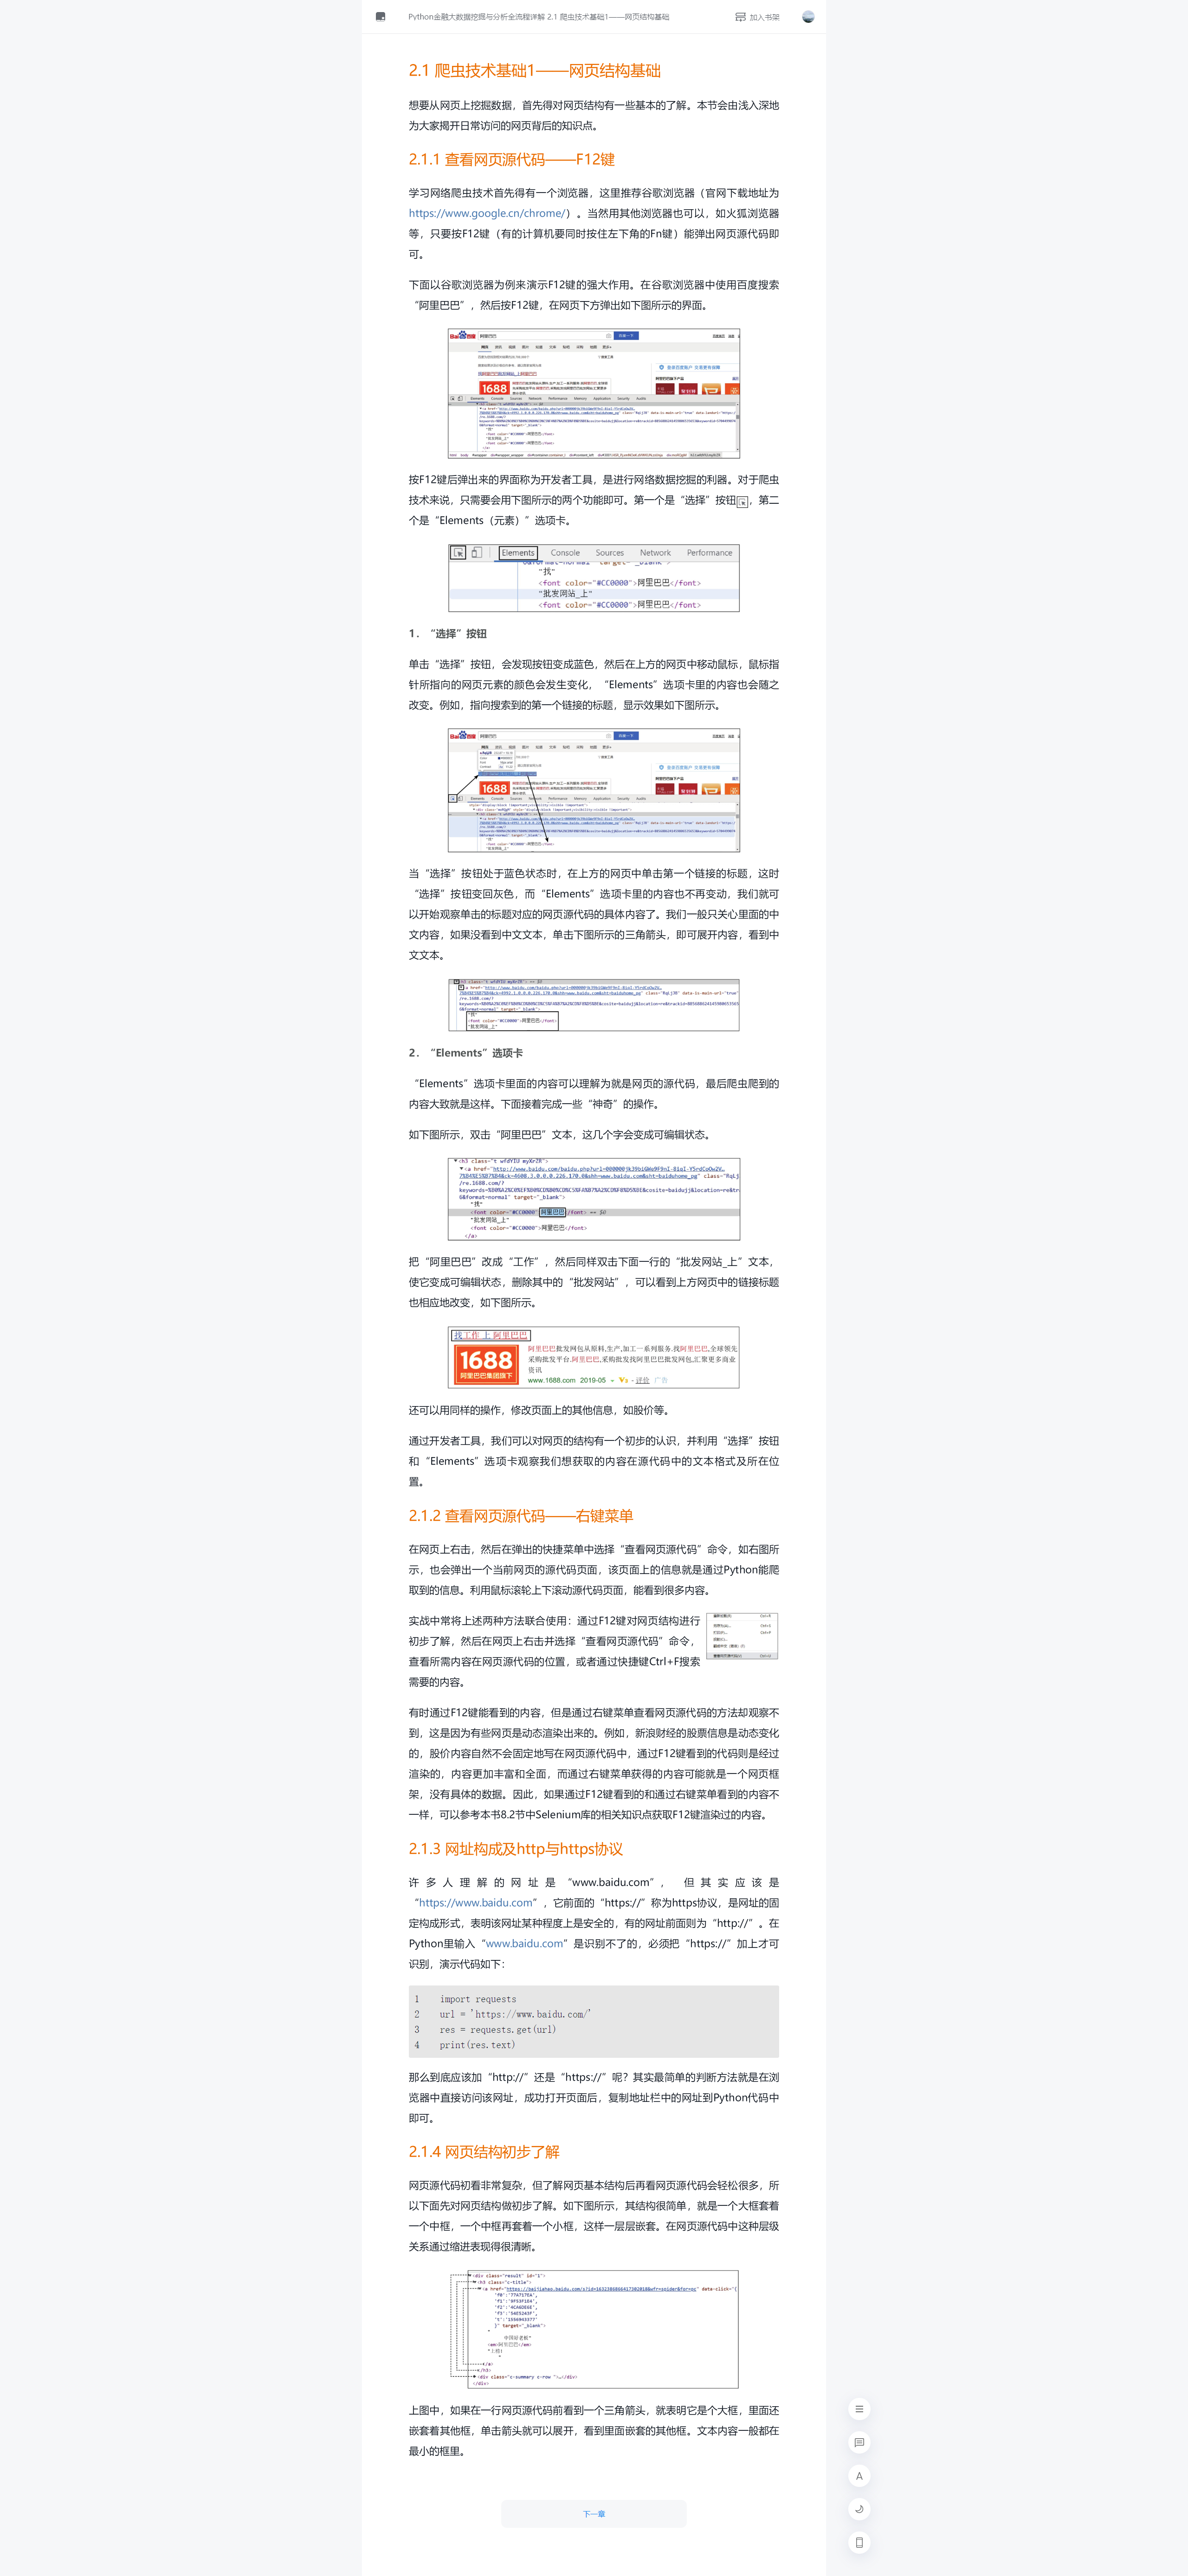 Python金融大数据挖掘与分析全流程详解 2.1 爬虫技术基础1——网页结构基础
加入书架
2.1 爬虫技术基础1——网页结构基础
想要从网页上挖掘数据，首先得对网页结构有一些基本的了解。本节会由浅入深地
为大家揭开日常访问的网页背后的知识点。
2.1.1 查看网页源代码——F12键
学习网络爬虫技术首先得有一个浏览器，这里推荐谷歌浏览器（官网下载地址为
https://www.google.cn/chrome/）。当然用其他浏览器也可以，如火狐浏览器
等，只要按F12键（有的计算机要同时按住左下角的Fn键）能弹出网页源代码即
可。
下面以谷歌浏览器为例来演示F12键的强大作用。在谷歌浏览器中使用百度搜索
“阿里巴巴”，然后按F12键，在网页下方弹出如下图所示的界面。
按F12键后弹出来的界面称为开发者工具，是进行网络数据挖掘的利器。对于爬虫
技术来说，只需要会用下图所示的两个功能即可。第一个是“选择”按钮，第二
个是“Elements（元素）”选项卡。
Elements Console Sources Network Performance
"找"
<font color="#CC0000">阿里巴巴</font>
"批发网站_上"
<font color="#CC0000">阿里巴巴</font>
1．“选择”按钮
单击“选择”按钮，会发现按钮变成蓝色，然后在上方的网页中移动鼠标，鼠标指
针所指向的网页元素的颜色会发生变化，“Elements”选项卡里的内容也会随之
改变。例如，指向搜索到的第一个链接的标题，显示效果如下图所示。
当“选择”按钮处于蓝色状态时，在上方的网页中单击第一个链接的标题，这时
“选择”按钮变回灰色，而“Elements”选项卡里的内容也不再变动，我们就可
以开始观察单击的标题对应的网页源代码的具体内容了。我们一般只关心里面的中
文内容，如果没看到中文文本，单击下图所示的三角箭头，即可展开内容，看到中
文文本。
"找"
<font color="#CC0000">阿里巴巴</font>
"批发网站_上"
2．“Elements”选项卡
“Elements”选项卡里面的内容可以理解为就是网页的源代码，最后爬虫爬到的
内容大致就是这样。下面接着完成一些“神奇”的操作。
如下图所示，双击“阿里巴巴”文本，这几个字会变成可编辑状态。
<h3 class="t wfdYIU myXrZR">
"找"
<font color="#CC0000">阿里巴巴</font> == $0
"批发网站_上"
<font color="#CC0000">阿里巴巴</font>
</a>
把“阿里巴巴”改成“工作”，然后同样双击下面一行的“批发网站_上”文本，
使它变成可编辑状态，删除其中的“批发网站”，可以看到上方网页中的链接标题
也相应地改变，如下图所示。
找工作 上 阿里巴巴
1688
阿里巴巴集团旗下
阿里巴巴批发网包从原料,生产,加工一系列服务.找阿里巴巴,全球领先
采购批发平台.阿里巴巴,采购批发找阿里巴巴批发网包,汇聚更多商业
资讯
www.1688.com 2019-05 - 评价 广告
还可以用同样的操作，修改页面上的其他信息，如股价等。
通过开发者工具，我们可以对网页的结构有一个初步的认识，并利用“选择”按钮
和“Elements”选项卡观察我们想获取的内容在源代码中的文本格式及所在位
置。
2.1.2 查看网页源代码——右键菜单
在网页上右击，然后在弹出的快捷菜单中选择“查看网页源代码”命令，如右图所
示，也会弹出一个当前网页的源代码页面，该页面上的信息就是通过Python能爬
取到的信息。利用鼠标滚轮上下滚动源代码页面，能看到很多内容。
实战中常将上述两种方法联合使用：通过F12键对网页结构进行
初步了解，然后在网页上右击并选择“查看网页源代码”命令，
查看所需内容在网页源代码的位置，或者通过快捷键Ctrl+F搜索
需要的内容。
有时通过F12键能看到的内容，但是通过右键菜单查看网页源代码的方法却观察不
到，这是因为有些网页是动态渲染出来的。例如，新浪财经的股票信息是动态变化
的，股价内容自然不会固定地写在网页源代码中，通过F12键看到的代码则是经过
渲染的，内容更加丰富和全面，而通过右键菜单获得的内容可能就是一个网页框
架，没有具体的数据。因此，如果通过F12键看到的和通过右键菜单看到的内容不
一样，可以参考本书8.2节中Selenium库的相关知识点获取F12键渲染过的内容。
2.1.3 网址构成及http与https协议
许多人理解的网址是“www.baidu.com”，但其实应该是
“https://www.baidu.com”，它前面的“https://”称为https协议，是网址的固
定构成形式，表明该网址某种程度上是安全的，有的网址前面则为“http://”。在
Python里输入“www.baidu.com”是识别不了的，必须把“https://”加上才可
识别，演示代码如下：
1 import requests
2 url = 'https://www.baidu.com/'
3 res = requests.get(url)
4 print(res.text)
那么到底应该加“http://”还是“https://”呢？其实最简单的判断方法就是在浏
览器中直接访问该网址，成功打开页面后，复制地址栏中的网址到Python代码中
即可。
2.1.4 网页结构初步了解
网页源代码初看非常复杂，但了解网页基本结构后再看网页源代码会轻松很多，所
以下面先对网页结构做初步了解。如下图所示，其结构很简单，就是一个大框套着
一个中框，一个中框再套着一个小框，这样一层层嵌套。在网页源代码中这种层级
关系通过缩进表现得很清晰。
<div class="result" id="1">
<h3 class="c-title">
}" target="_blank">
中国好老板"
<em>阿里巴巴</em>
</a>
</h3>
<div class="c-summary c-row ">…</div>
</div>
上图中，如果在一行网页源代码前看到一个三角箭头，就表明它是个大框，里面还
嵌套着其他框，单击箭头就可以展开，看到里面嵌套的其他框。文本内容一般都在
最小的框里。
A
下一章